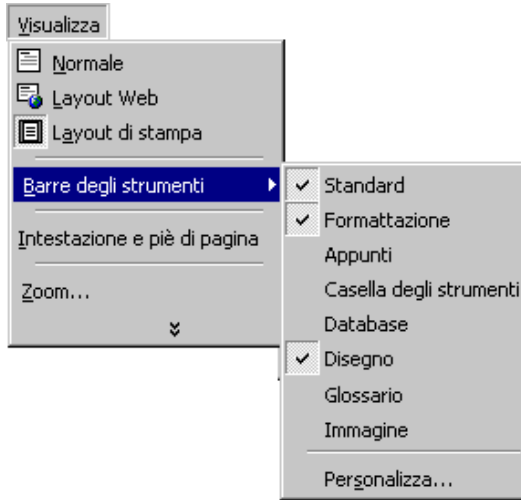 Visualizza
Normale
Layout Web
Layout di stampa
Barre degli strumenti
Intestazione e piè di pagina
Zoom...
Standard
Formattazione
Appunti
Casella degli strumenti
Database
Disegno
Glossario
Immagine
Personalizza...